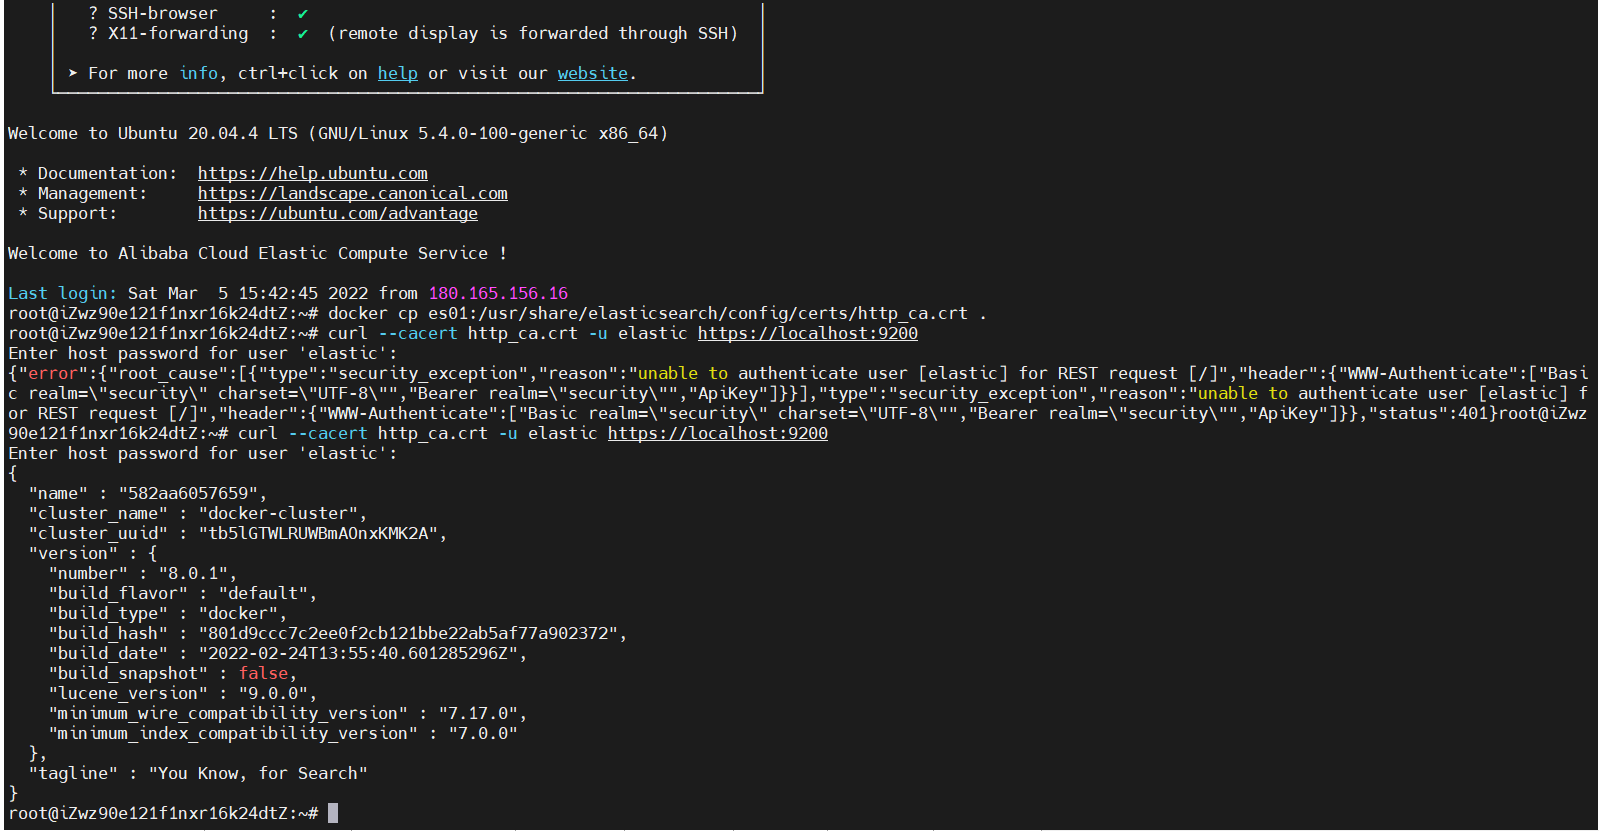 ? SSH-browser : ✔
? X11-forwarding : ✔ (remote display is forwarded through SSH)
➤ For more info, ctrl+click on help or visit our website.
Welcome to Ubuntu 20.04.4 LTS (GNU/Linux 5.4.0-100-generic x86_64)
* Documentation: https://help.ubuntu.com
* Management: https://landscape.canonical.com
* Support: https://ubuntu.com/advantage
Welcome to Alibaba Cloud Elastic Compute Service !
Last login: Sat Mar 5 15:42:45 2022 from 180.165.156.16
root@iZwz90e121f1nxr16k24dtZ:~# docker cp es01:/usr/share/elasticsearch/config/certs/http_ca.crt .
root@iZwz90e121f1nxr16k24dtZ:~# curl --cacert http_ca.crt -u elastic https://localhost:9200
Enter host password for user 'elastic':
{"error":{"root_cause":[{"type":"security_exception","reason":"unable to authenticate user [elastic] for REST request [/]","header":{"WWW-Authenticate":["Basi
c realm=\"security\" charset=\"UTF-8\"","Bearer realm=\"security\"","ApiKey"]}}],"type":"security_exception","reason":"unable to authenticate user [elastic] f
or REST request [/]","header":{"WWW-Authenticate":["Basic realm=\"security\" charset=\"UTF-8\"","Bearer realm=\"security\"","ApiKey"]}},"status":401}root@iZwz
90e121f1nxr16k24dtZ:~# curl --cacert http_ca.crt -u elastic https://localhost:9200
Enter host password for user 'elastic':
{
"name" : "582aa6057659",
"cluster_name" : "docker-cluster",
"cluster_uuid" : "tb5lGTWLRUWBmAOnxKMK2A",
"version" : {
"number" : "8.0.1",
"build_flavor" : "default",
"build_type" : "docker",
"build_hash" : "801d9ccc7c2ee0f2cb121bbe22ab5af77a902372",
"build_date" : "2022-02-24T13:55:40.601285296Z",
"build_snapshot" : false,
"lucene_version" : "9.0.0",
"minimum_wire_compatibility_version" : "7.17.0",
"minimum_index_compatibility_version" : "7.0.0"
},
"tagline" : "You Know, for Search"
}
root@iZwz90e121f1nxr16k24dtZ:~#